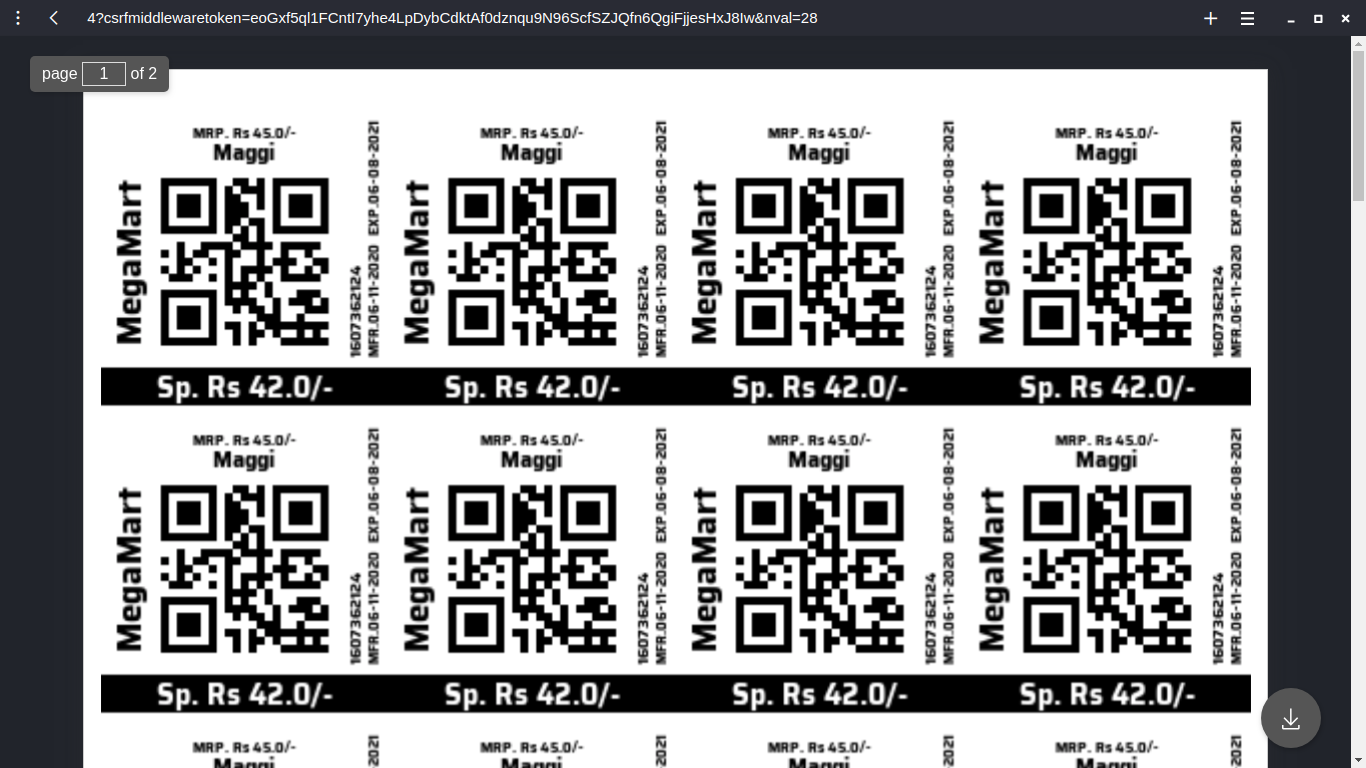 4?csrfmiddlewaretoken=eoGxf5ql1FCntI7yhe4LpDybCdktAf0dznqu9N96ScfSZJQfn6QgiFjjesHxJ8Iw&nval=28
page 1 of 2
MRP. Rs 45.0/- MRP. Rs 45.0/- MRP. Rs 45.0/- MRP. Rs 45.0/-
Maggi Maggi Maggi Maggi
MegaMart MegaMart MegaMart MegaMart
1607362124 1607362124 1607362124 1607362124
MFR.06-11-2020 EXP.06-08-2021 MFR.06-11-2020 EXP.06-08-2021 MFR.06-11-2020 EXP.06-08-2021 MFR.06-11-2020 EXP.06-08-2021
Sp. Rs 42.0/- Sp. Rs 42.0/- Sp. Rs 42.0/- Sp. Rs 42.0/-
MRP. Rs 45.0/- MRP. Rs 45.0/- MRP. Rs 45.0/- MRP. Rs 45.0/-
Maggi Maggi Maggi Maggi
MegaMart MegaMart MegaMart MegaMart
1607362124 1607362124 1607362124 1607362124
MFR.06-11-2020 EXP.06-08-2021 MFR.06-11-2020 EXP.06-08-2021 MFR.06-11-2020 EXP.06-08-2021 MFR.06-11-2020 EXP.06-08-2021
Sp. Rs 42.0/- Sp. Rs 42.0/- Sp. Rs 42.0/- Sp. Rs 42.0/-
MRP. Rs 45.0/- MRP. Rs 45.0/- MRP. Rs 45.0/- MRP. Rs 45.0/-
Maggi Maggi Maggi Maggi
2021 2021 2021 2021